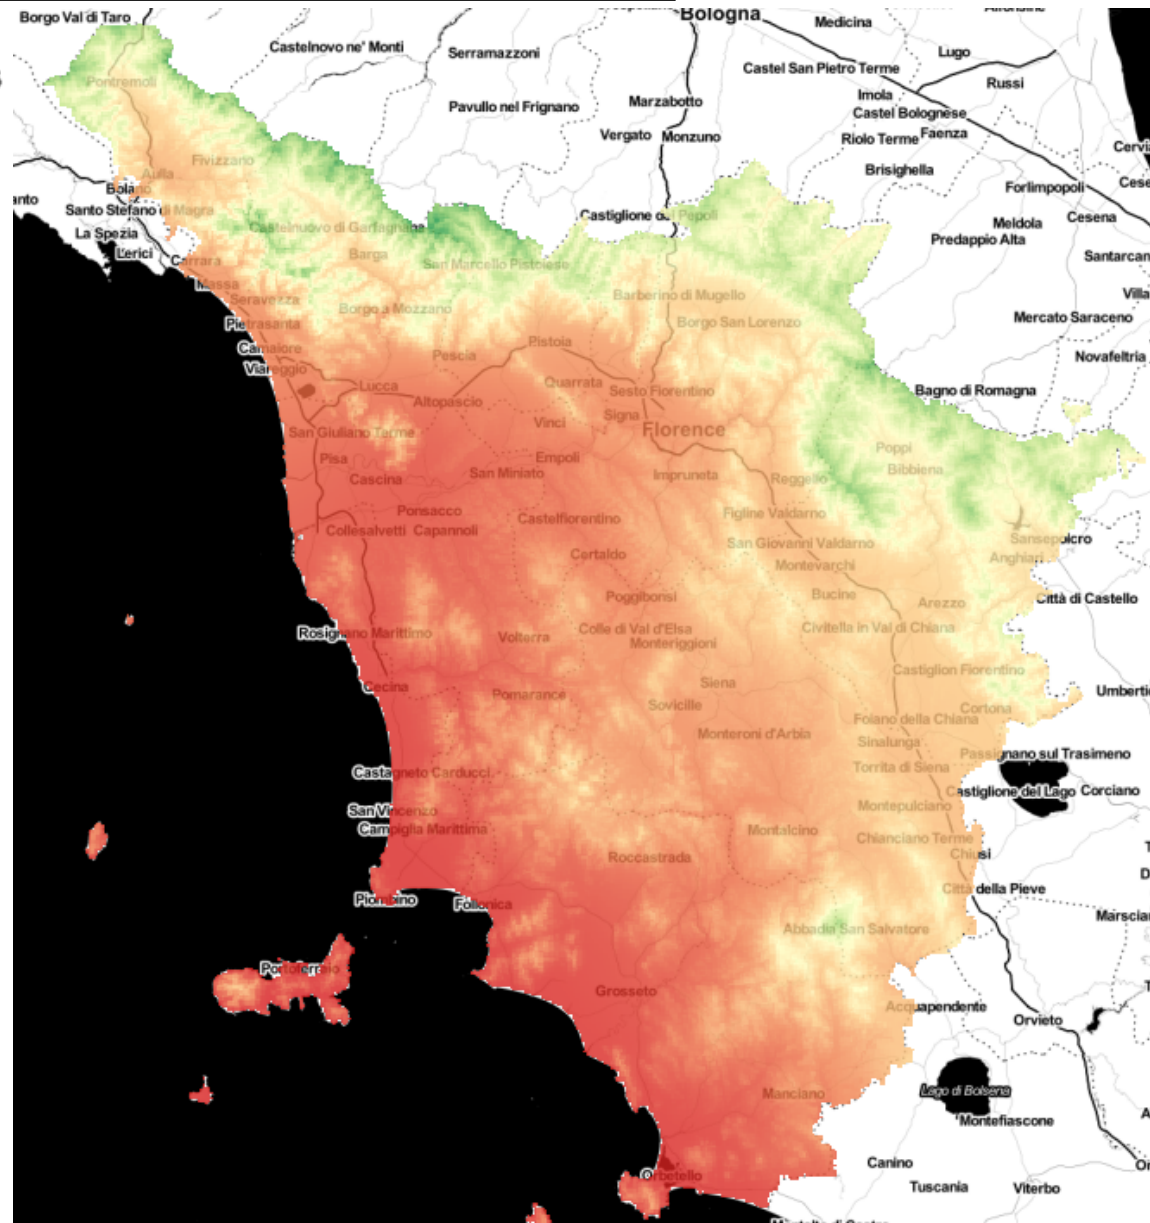 Borgo Val di Taro
Bologna
Medicina
Castelnovo ne' Monti
Serramazzoni
Lugo
Castel San Pietro Terme
Russi
Pontremoli
Imola
Pavullo nel Frignano
Marzabotto
Castel Bolognese
Vergato
Monzuno
Riolo Terme
Faenza
Cervia
Fivizzano
Brisighella
Aulla
Forlimpopoli
Bolano
Santo Stefano di Magra
Castiglione dei Pepoli
Cesena
Meldola
La Spezia
Castelnuovo di Garfagnana
Predappio Alta
Lerici
Carrara
Barga
San Marcello Pistoiese
Santarcan
Massa
Seravezza
Barberino di Mugello
Villa
Borgo a Mozzano
Mercato Saraceno
Pietrasanta
Borgo San Lorenzo
Camaiore
Pistoia
Pescia
Novafeltria
Viareggio
Lucca
Quarrata
Sesto Fiorentino
Bagno di Romagna
Altopascio
Signa
Vinci
Florence
San Giuliano Terme
Poppi
Pisa
Empoli
Bibbiena
San Miniato
Impruneta
Reggello
Cascina
Ponsacco
Castelfiorentino
Figline Valdarno
Collesalvetti
Capannoli
San Giovanni Valdarno
Sansepolcro
Certaldo
Anghiari
Montevarchi
Poggibonsi
Bucine
Arezzo
Città di Castello
Rosignano Marittimo
Volterra
Colle di Val d'Elsa
Civitella in Val di Chiana
Monteriggioni
Castiglion Fiorentino
Cecina
Siena
Pomarance
Umberti
Sovicille
Cortona
Foiano della Chiana
Monteroni d'Arbia
Sinalunga
Passignano sul Trasimeno
Torrita di Siena
Castagneto Carducci
Castiglione del Lago
Corciano
San Vincenzo
Montepulciano
Campiglia Marittima
Montalcino
Chianciano Terme
Roccastrada
Chiusi
Città della Pieve
Piombino
Follonica
Marscia
Abbadia San Salvatore
Portoferraio
Grosseto
Acquapendente
Orvieto
Manciano
Lago di Bolsena
Montefiascone
Canino
Orbetello
Tuscania
Viterbo